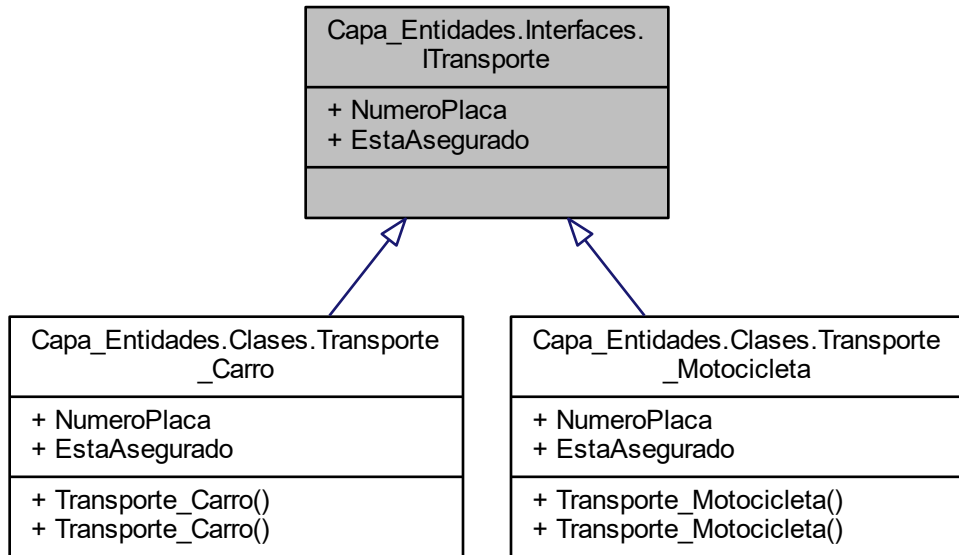 Capa_Entidades.Interfaces.
ITransporte
+ NumeroPlaca
+ EstaAsegurado
Capa_Entidades.Clases.Transporte
_Carro
+ NumeroPlaca
+ EstaAsegurado
+ Transporte_Carro()
+ Transporte_Carro()
Capa_Entidades.Clases.Transporte
_Motocicleta
+ NumeroPlaca
+ EstaAsegurado
+ Transporte_Motocicleta()
+ Transporte_Motocicleta()